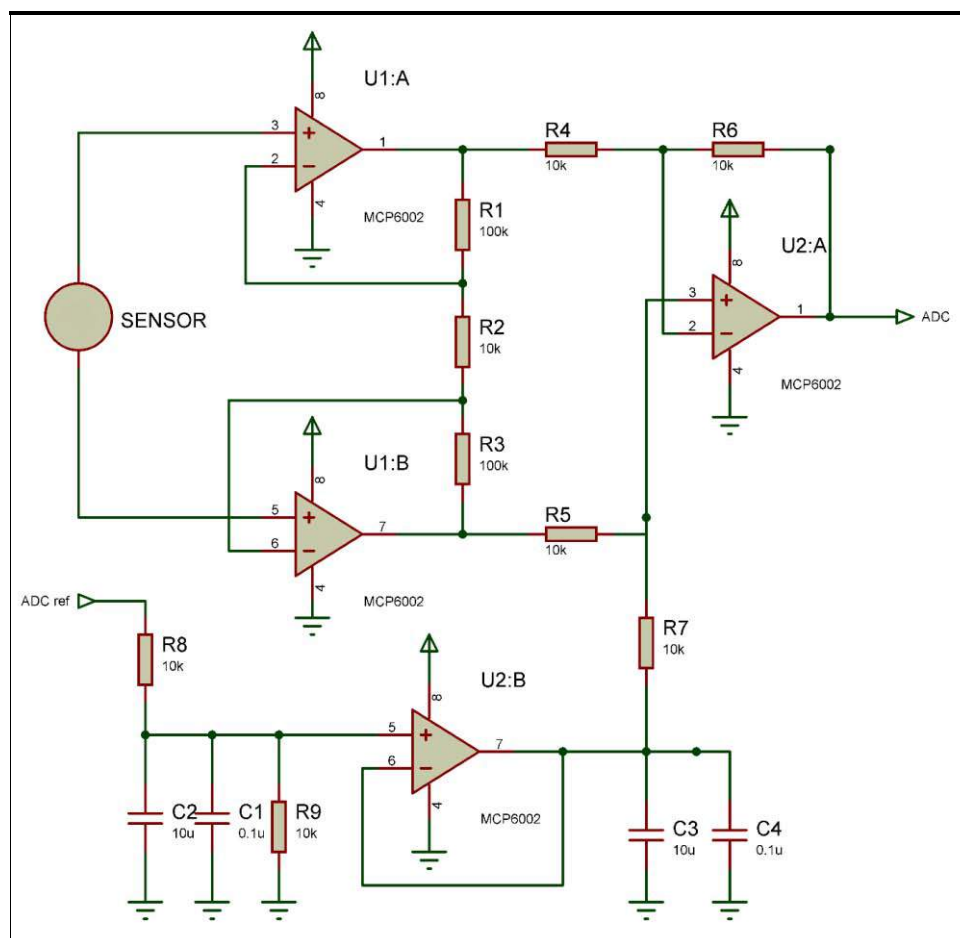 U1:A
8
3
2
1
4
MCP6002
R4
10k
R6
10k
R1
100k
U2:A
8
3
2
1
4
MCP6002
ADC
SENSOR
R2
10k
R3
100k
U1:B
8
5
6
7
4
MCP6002
R5
10k
ADC ref
R8
10k
R7
10k
U2:B
8
5
6
7
4
MCP6002
C2
10u
C1
0.1u
R9
10k
C3
10u
C4
0.1u